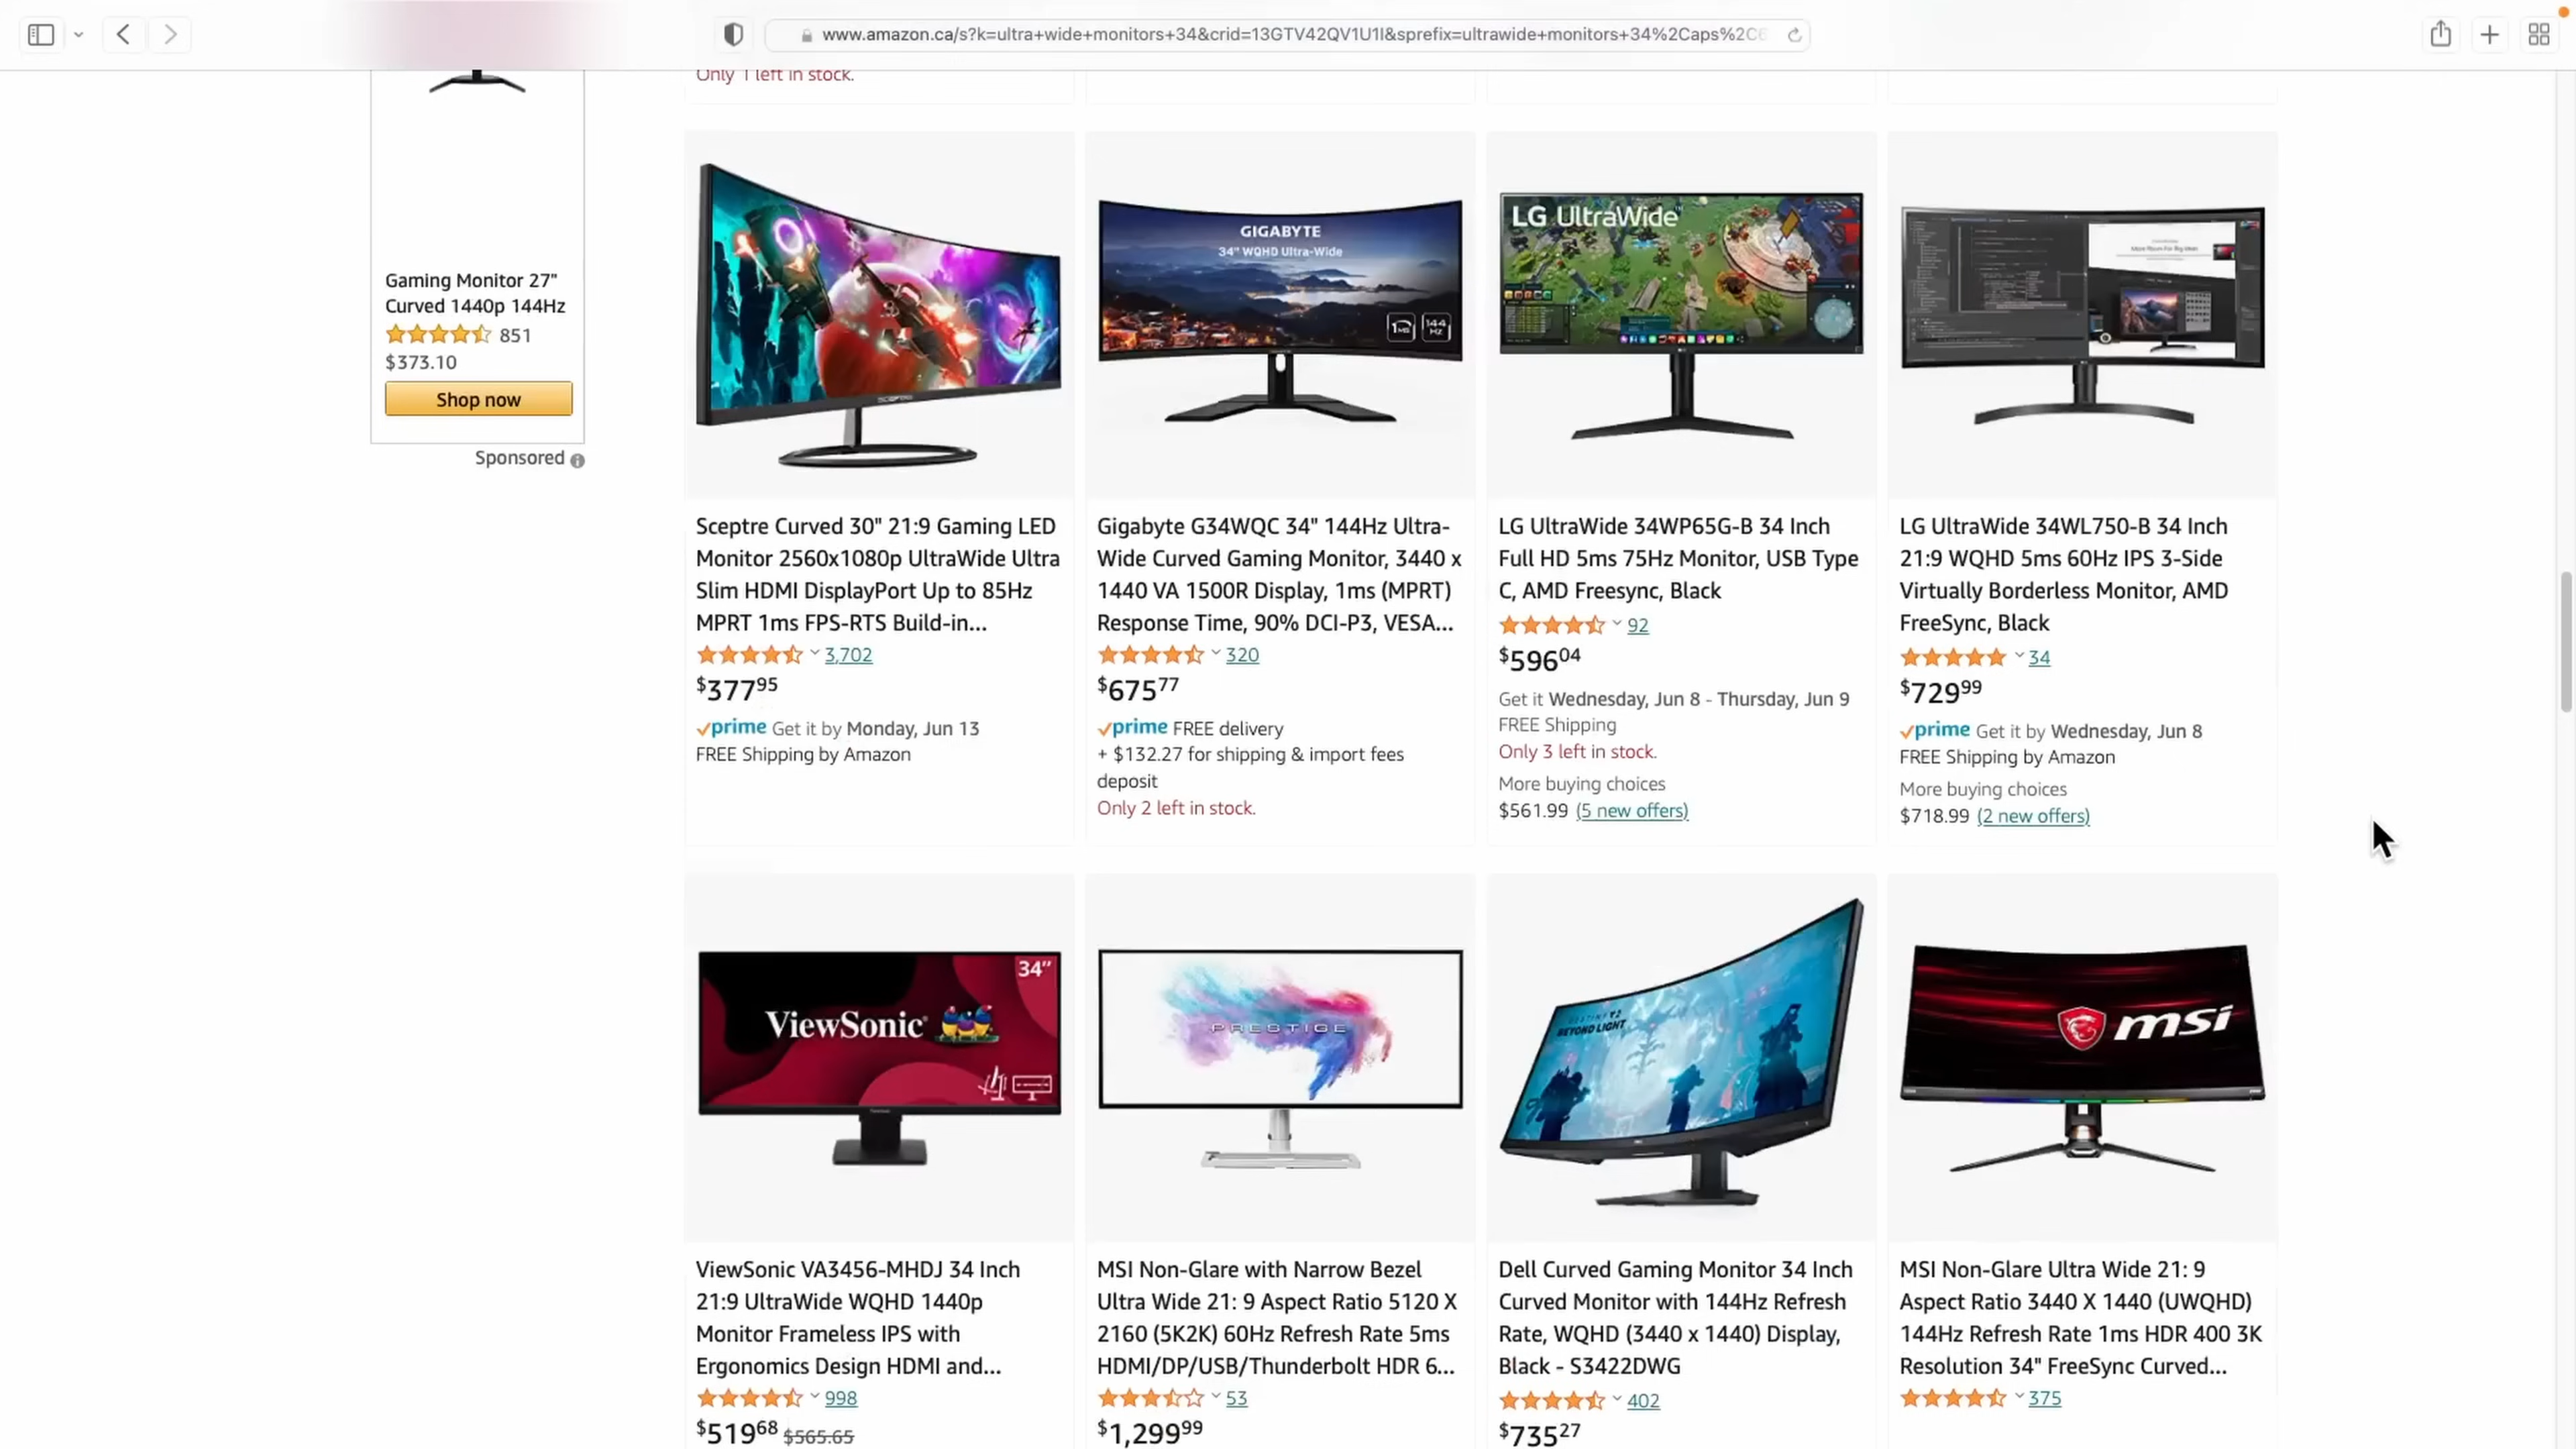 www.amazon.ca/s?k=ultra+wide+monitors+34&crid=13GTV42QV1U1I&sprefix=ultrawide+monitors+34%2Caps%2C
Only 1 left in stock.
Gaming Monitor 27"
Curved 1440p 144Hz
851
$373.10
Shop now
Sponsored
GIGABYTE
34" WQHD Ultra-Wide
1ms
144 HZ
LG UltraWide
SCEPTRE
Sceptre Curved 30" 21:9 Gaming LED
Monitor 2560x1080p UltraWide Ultra
Slim HDMI DisplayPort Up to 85Hz
MPRT 1ms FPS-RTS Build-in...
3,702
$377 95
prime Get it by Monday, Jun 13
FREE Shipping by Amazon
Gigabyte G34WQC 34" 144Hz Ultra-
Wide Curved Gaming Monitor, 3440 x
1440 VA 1500R Display, 1ms (MPRT)
Response Time, 90% DCI-P3, VESA...
320
$675 77
prime FREE delivery
+ $132.27 for shipping & import fees
deposit
Only 2 left in stock.
LG UltraWide 34WP65G-B 34 Inch
Full HD 5ms 75Hz Monitor, USB Type
C, AMD Freesync, Black
92
$596 04
Get it Wednesday, Jun 8 - Thursday, Jun 9
FREE Shipping
Only 3 left in stock.
More buying choices
$561.99 (5 new offers)
LG UltraWide 34WL750-B 34 Inch
21:9 WQHD 5ms 60Hz IPS 3-Side
Virtually Borderless Monitor, AMD
FreeSync, Black
34
$729 99
prime Get it by Wednesday, Jun 8
FREE Shipping by Amazon
More buying choices
$718.99 (2 new offers)
34"
ViewSonic
PRESTIGE
DESTINY 2
BEYOND LIGHT
msi
ViewSonic VA3456-MHDJ 34 Inch
21:9 UltraWide WQHD 1440p
Monitor Frameless IPS with
Ergonomics Design HDMI and...
998
$519 68 $565.65
MSI Non-Glare with Narrow Bezel
Ultra Wide 21: 9 Aspect Ratio 5120 X
2160 (5K2K) 60Hz Refresh Rate 5ms
HDMI/DP/USB/Thunderbolt HDR 6...
53
$1,299 99
Dell Curved Gaming Monitor 34 Inch
Curved Monitor with 144Hz Refresh
Rate, WQHD (3440 x 1440) Display,
Black - S3422DWG
402
$735 27
MSI Non-Glare Ultra Wide 21: 9
Aspect Ratio 3440 X 1440 (UWQHD)
144Hz Refresh Rate 1ms HDR 400 3K
Resolution 34" FreeSync Curved...
375